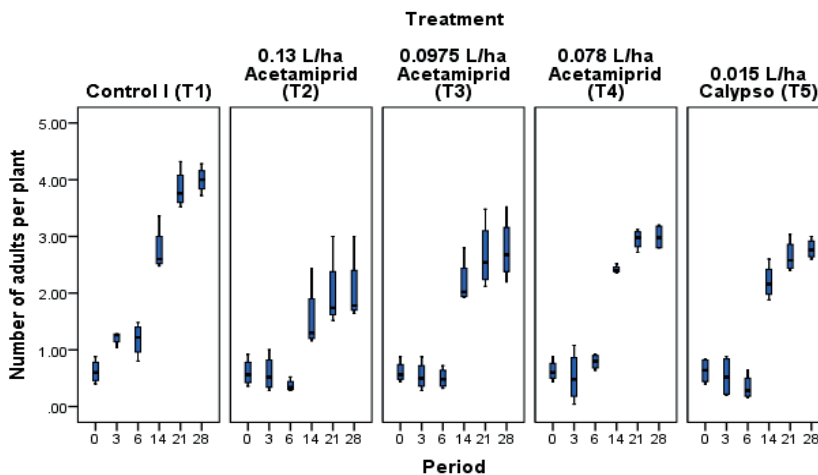 Treatment
Control I (T1)
0.13 L/ha
Acetamiprid
(T2)
0.0975 L/ha
Acetamiprid
(T3)
0.078 L/ha
Acetamiprid
(T4)
0.015 L/ha
Calypso (T5)
Number of adults per plant
5.00
4.00
3.00
2.00
1.00
.00
0 3 6 14 21 28 0 3 6 14 21 28 0 3 6 14 21 28 0 3 6 14 21 28 0 3 6 14 21 28
Period